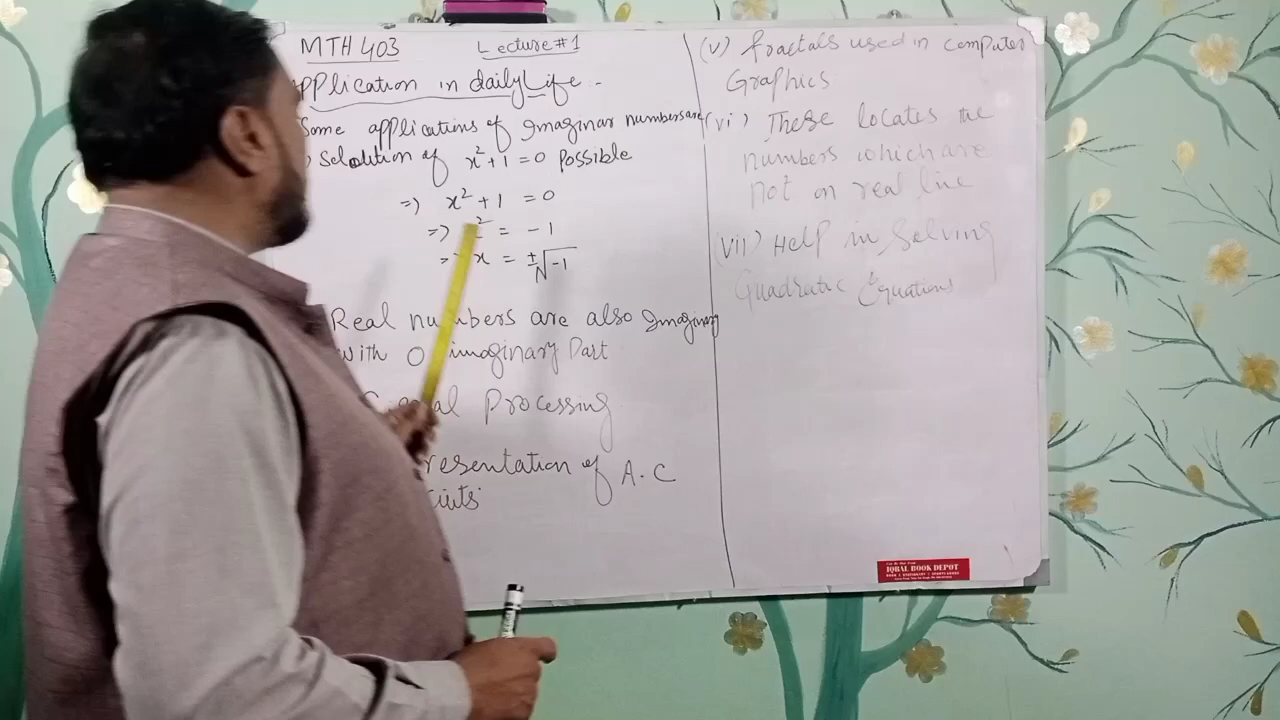 MTH 403
Lecture #1
Application in daily Life -
Some applications of Imaginar numbers are
Solution of x²+1 = 0 Possible
=) x² + 1 = 0
=) x² = - 1
x = ±√-1
Real numbers are also Imaginary
with 0 imaginary Part
Processing
resentation of A.C
(v) fractals used in computer
Graphics
(vi) These locates the
numbers which are
not on real line
(vii) Help in Solving
Quadratic Equations
IQBAL BOOK DEPOT